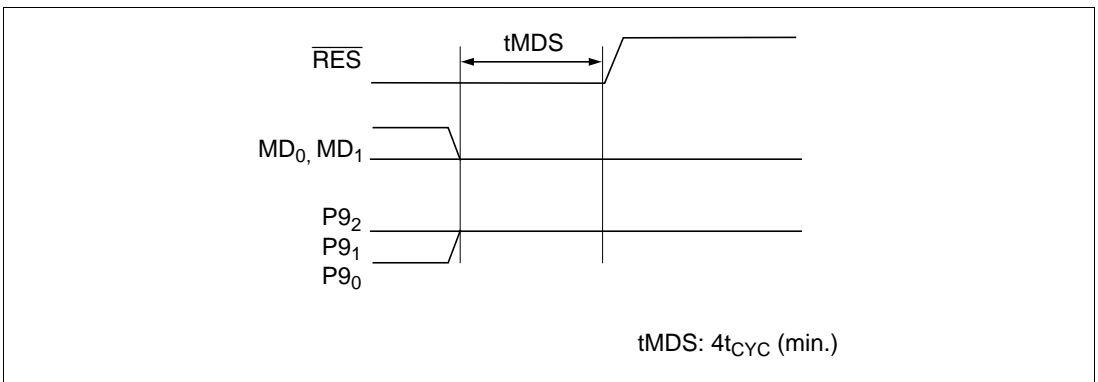 tMDS
RES
MD0, MD1
P92
P91
P90
tMDS: 4tCYC (min.)